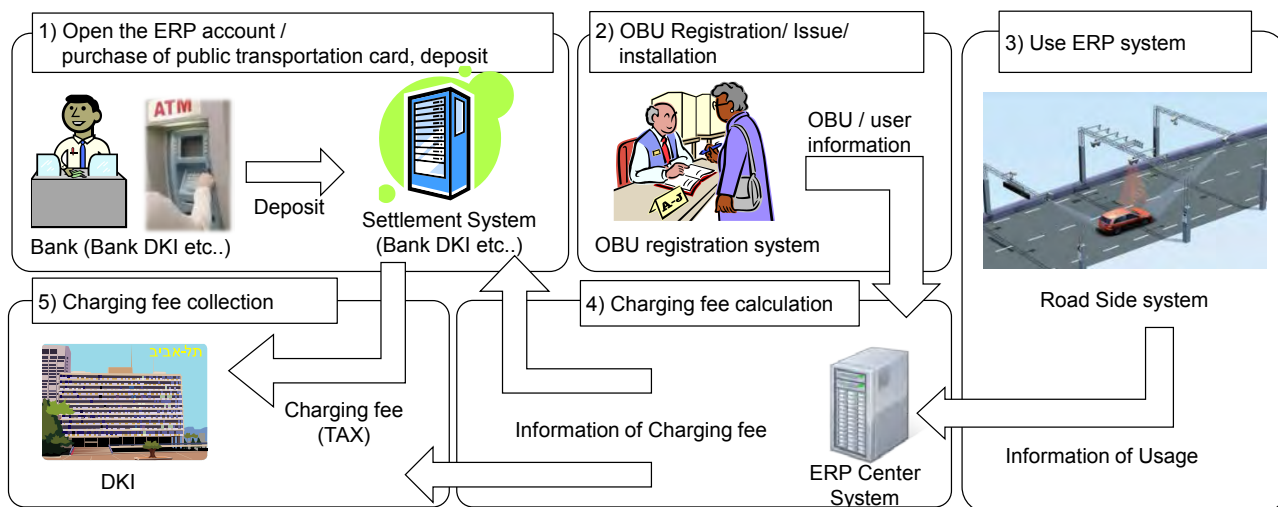 1) Open the ERP account /
purchase of public transportation card, deposit
ATM
Deposit
Bank (Bank DKI etc..)
Settlement System
(Bank DKI etc..)
2) OBU Registration/ Issue/
installation
A-J
OBU / user
information
OBU registration system
3) Use ERP system
Road Side system
5) Charging fee collection
תל-אביב
DKI
Charging fee
(TAX)
4) Charging fee calculation
Information of Charging fee
ERP Center
System
Information of Usage